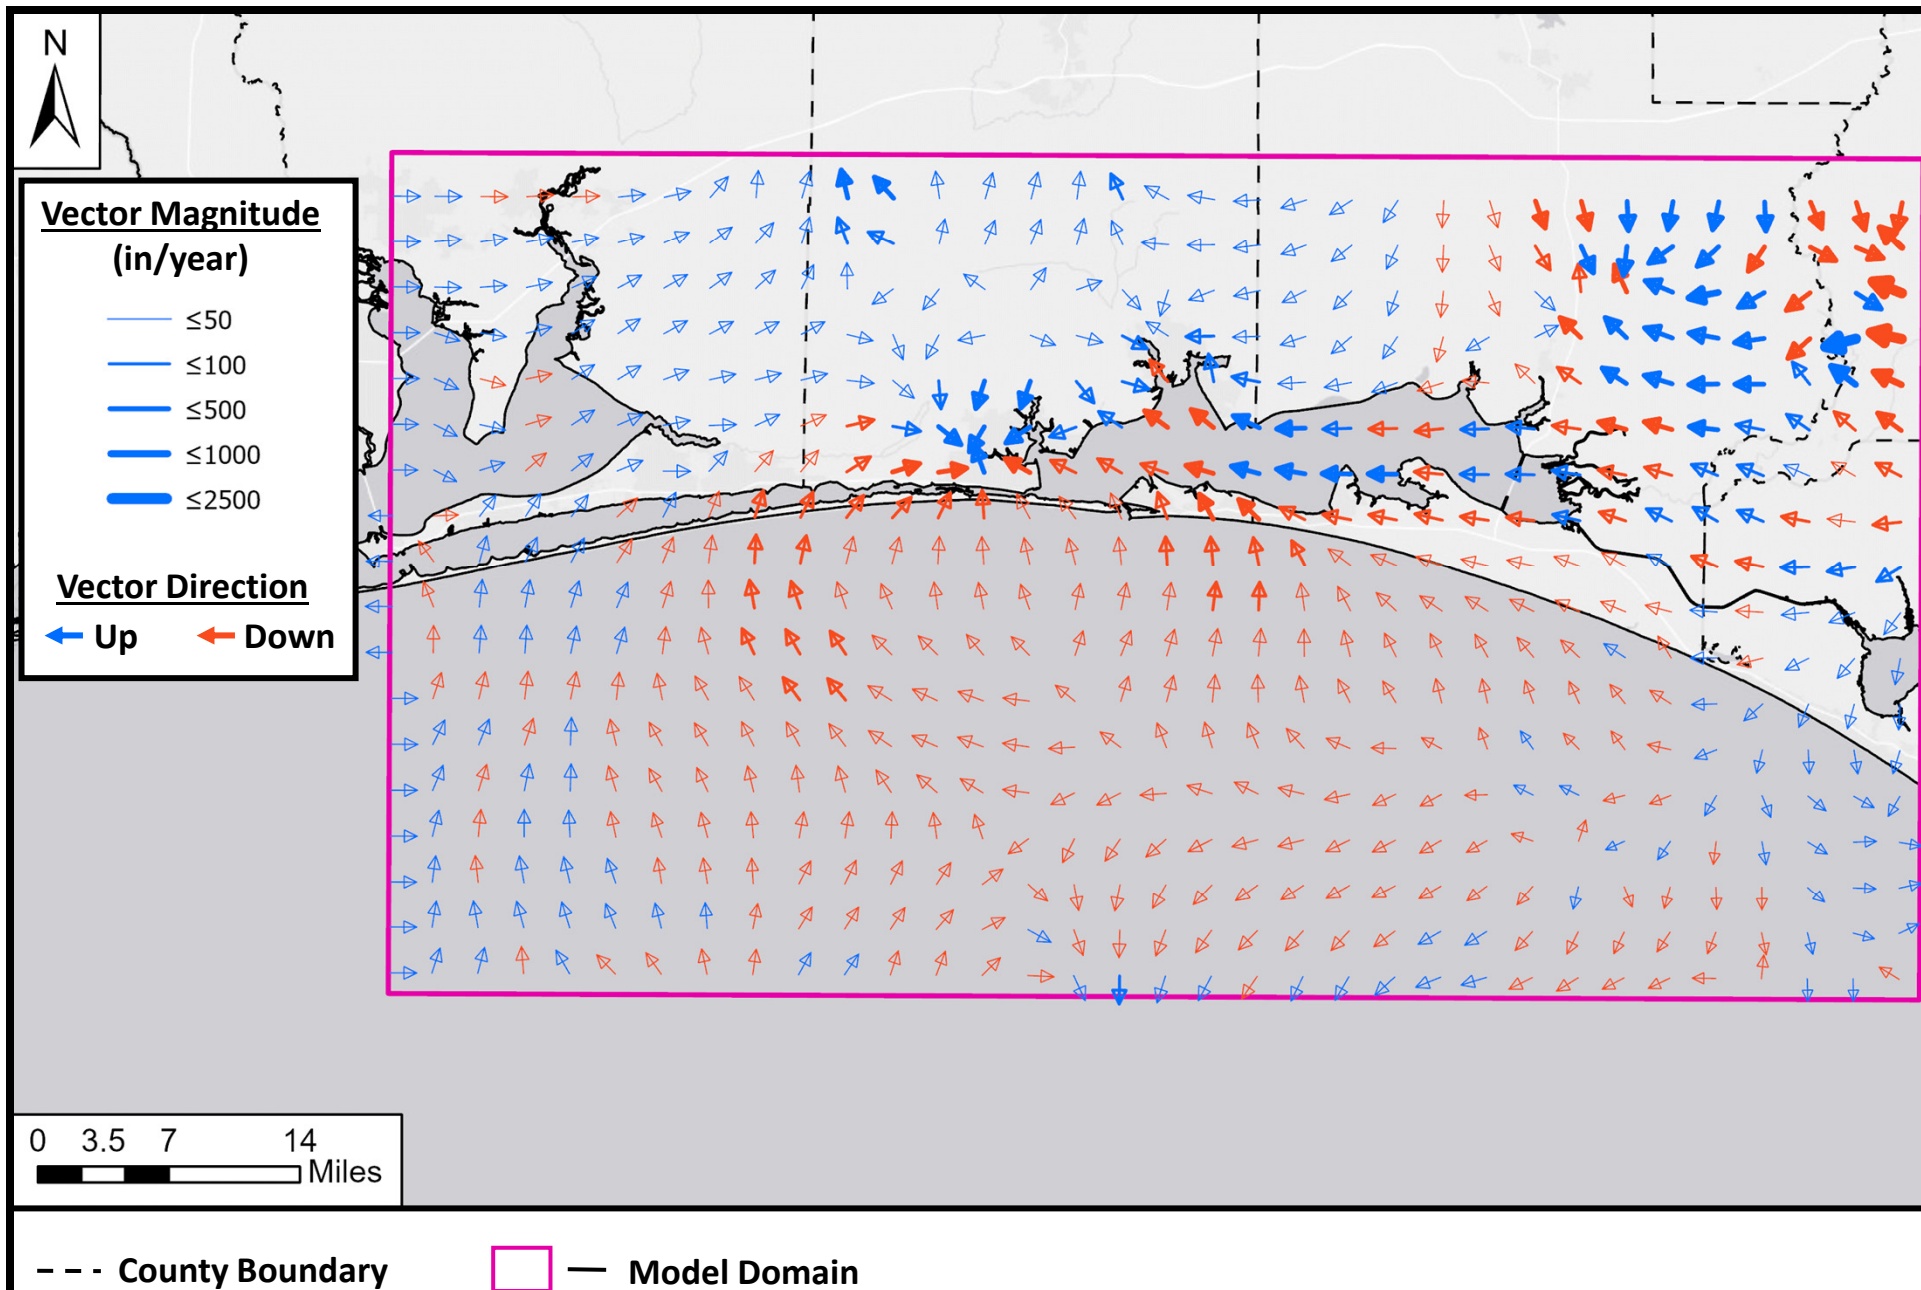 N
Vector Magnitude
(in/year)
≤50
≤100
≤500
≤1000
≤2500
Vector Direction
Up Down
0 3.5 7 14
Miles
County Boundary Model Domain